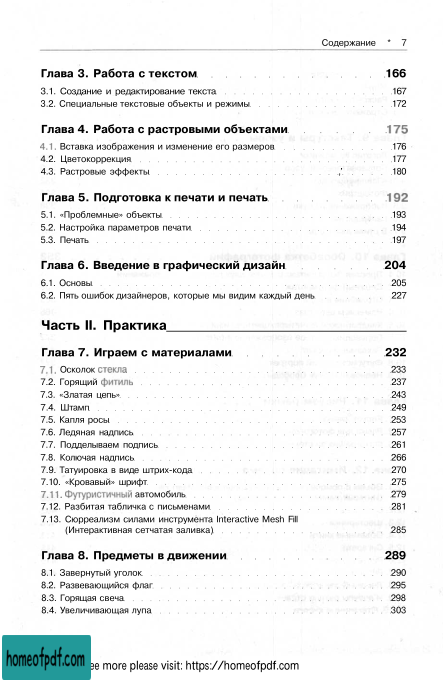 Содержание * 7
Глава 3. Работа с текстом 166
3.1. Создание и редактирование текста 167
3.2. Специальные текстовые объекты и режимы 172
Глава 4. Работа с растровыми объектами 175
4.1. Вставка изображения и изменение его размеров 176
4.2. Цветокоррекция 177
4.3. Растровые эффекты 180
Глава 5. Подготовка к печати и печать 192
5.1. «Проблемные» объекты 193
5.2. Настройка параметров печати 194
5.3. Печать 197
Глава 6. Введение в графический дизайн 204
6.1. Основы 205
6.2. Пять ошибок дизайнеров, которые мы видим каждый день 227
Часть II. Практика
Глава 7. Играем с материалами 232
7.1. Осколок стекла 233
7.2. Горящий фитиль 237
7.3. «Златая цепь» 243
7.4. Штамп 249
7.5. Капля росы 253
7.6. Ледяная надпись 257
7.7. Подделываем подпись 261
7.8. Колючая надпись 266
7.9. Татуировка в виде штрих-кода 270
7.10. «Кровавый» шрифт 275
7.11. Футуристичный автомобиль 279
7.12. Разбитая табличка с письменами 281
7.13. Сюрреализм силами инструмента Interactive Mesh Fill
(Интерактивная сетчатая заливка) 285
Глава 8. Предметы в движении 289
8.1. Завернутый уголок 290
8.2. Развевающийся флаг 295
8.3. Горящая свеча 298
8.4. Увеличивающая лупа 303
homeofpdf.com
ee more please visit: https://homeofpdf.com